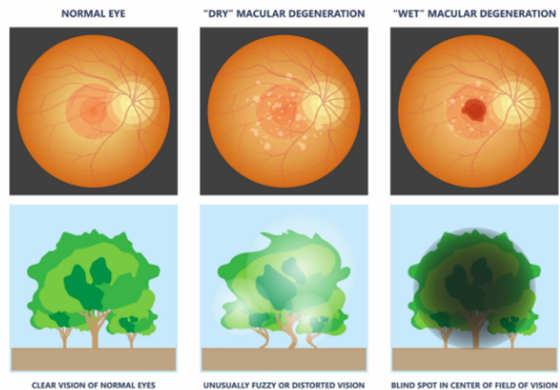 NORMAL EYE
"DRY" MACULAR DEGENERATION
"WET" MACULAR DEGENERATION
CLEAR VISION OF NORMAL EYES
UNUSUALLY FUZZY OR DISTORTED VISION
BLIND SPOT IN CENTER OF FIELD OF VISION